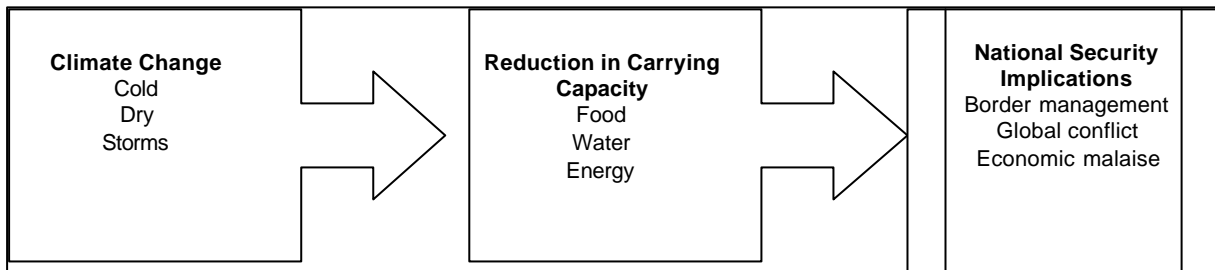 Climate Change
Cold
Dry
Storms
Reduction in Carrying
Capacity
Food
Water
Energy
National Security
Implications
Border management
Global conflict
Economic malaise